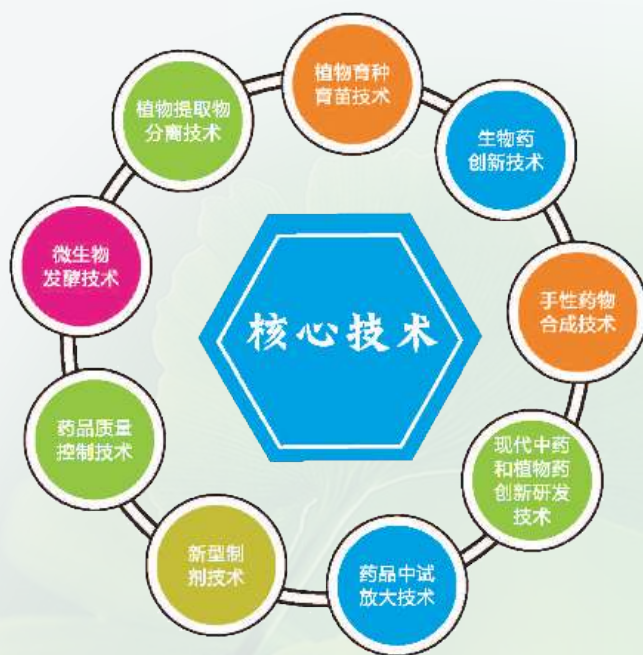 植物育种
育苗技术
生物药
创新技术
手性药物
合成技术
现代中药
和植物药
创新研发
技术
药品中试
放大技术
新型制
剂技术
药品质量
控制技术
微生物
发酵技术
植物提取物
分离技术
核心技术